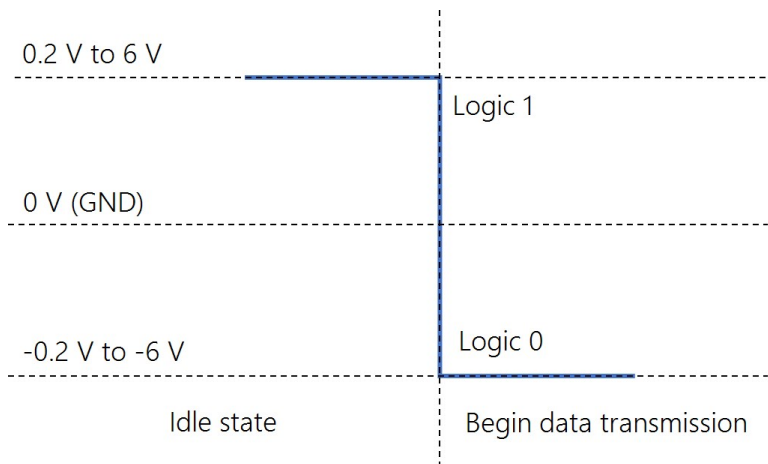 0.2 V to 6 V
Logic 1
0 V (GND)
Logic 0
-0.2 V to -6 V
Idle state
Begin data transmission